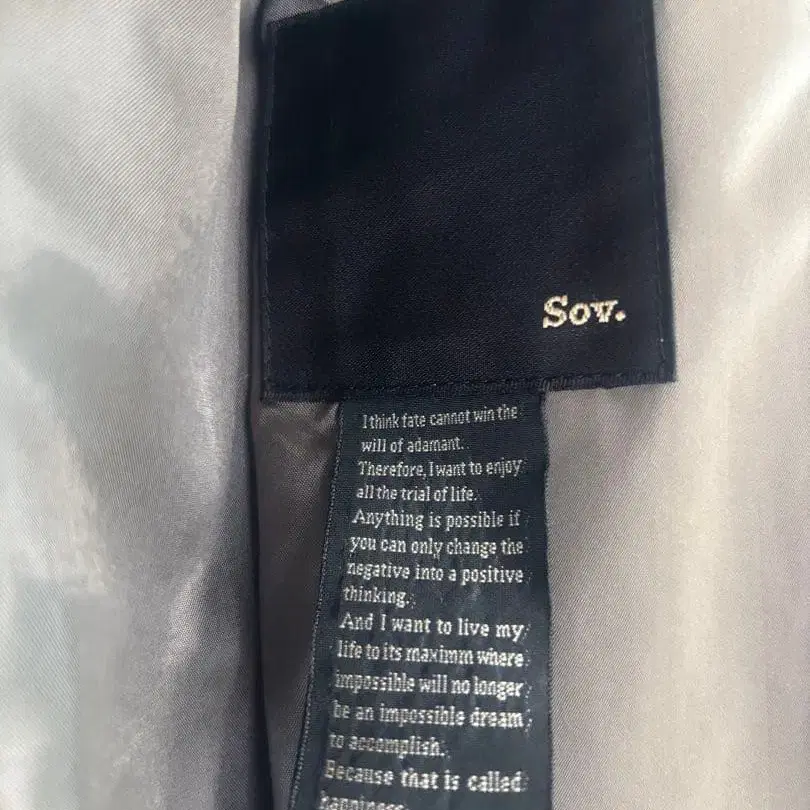 Sov.
I think fate cannot win the
will of adamant.
Therefore, I want to enjoy
all the trial of life.
Anything is possible if
you can only change the
negative into a positive
thinking.
And I want to live my
life to its maximm where
impossible will no longer
be an impossible dream
to accomplish.
Because that is called
happiness